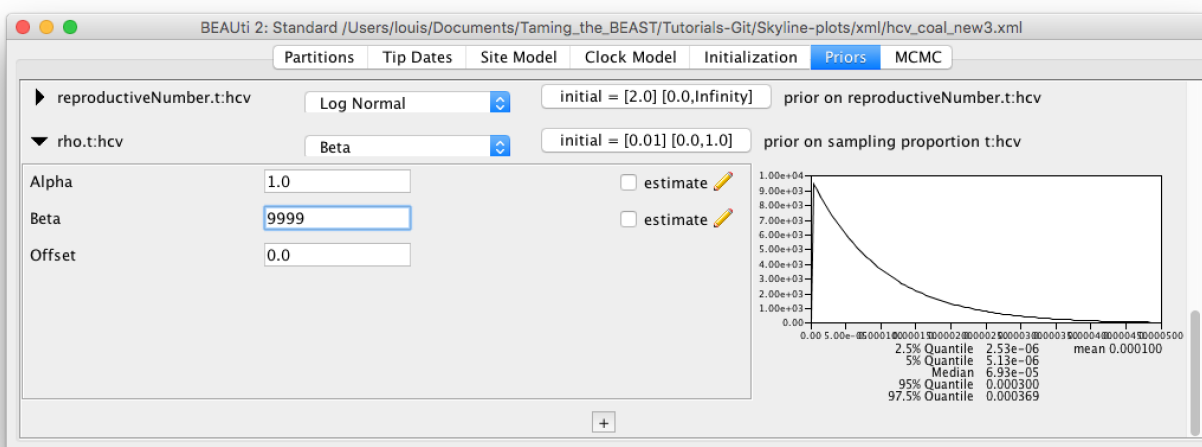 BEAUti 2: Standard /Users/louis/Documents/Taming_the_BEAST/Tutorials-Git/Skyline-plots/xml/hcv_coal_new3.xml
Partitions Tip Dates Site Model Clock Model Initialization Priors MCMC
reproductiveNumber.t:hcv Log Normal initial = [2.0] [0.0,Infinity] prior on reproductiveNumber.t:hcv
rho.t:hcv Beta initial = [0.01] [0.0,1.0] prior on sampling proportion t:hcv
Alpha 1.0 estimate
Beta 9999 estimate
Offset 0.0
1.00e+04
9.00e+03
8.00e+03
7.00e+03
6.00e+03
5.00e+03
4.00e+03
3.00e+03
2.00e+03
1.00e+03
0.00
0.00
2.5% Quantile 2.53e-06 mean 0.000100
5% Quantile 5.13e-06
Median 6.93e-05
95% Quantile 0.000300
97.5% Quantile 0.000369
+